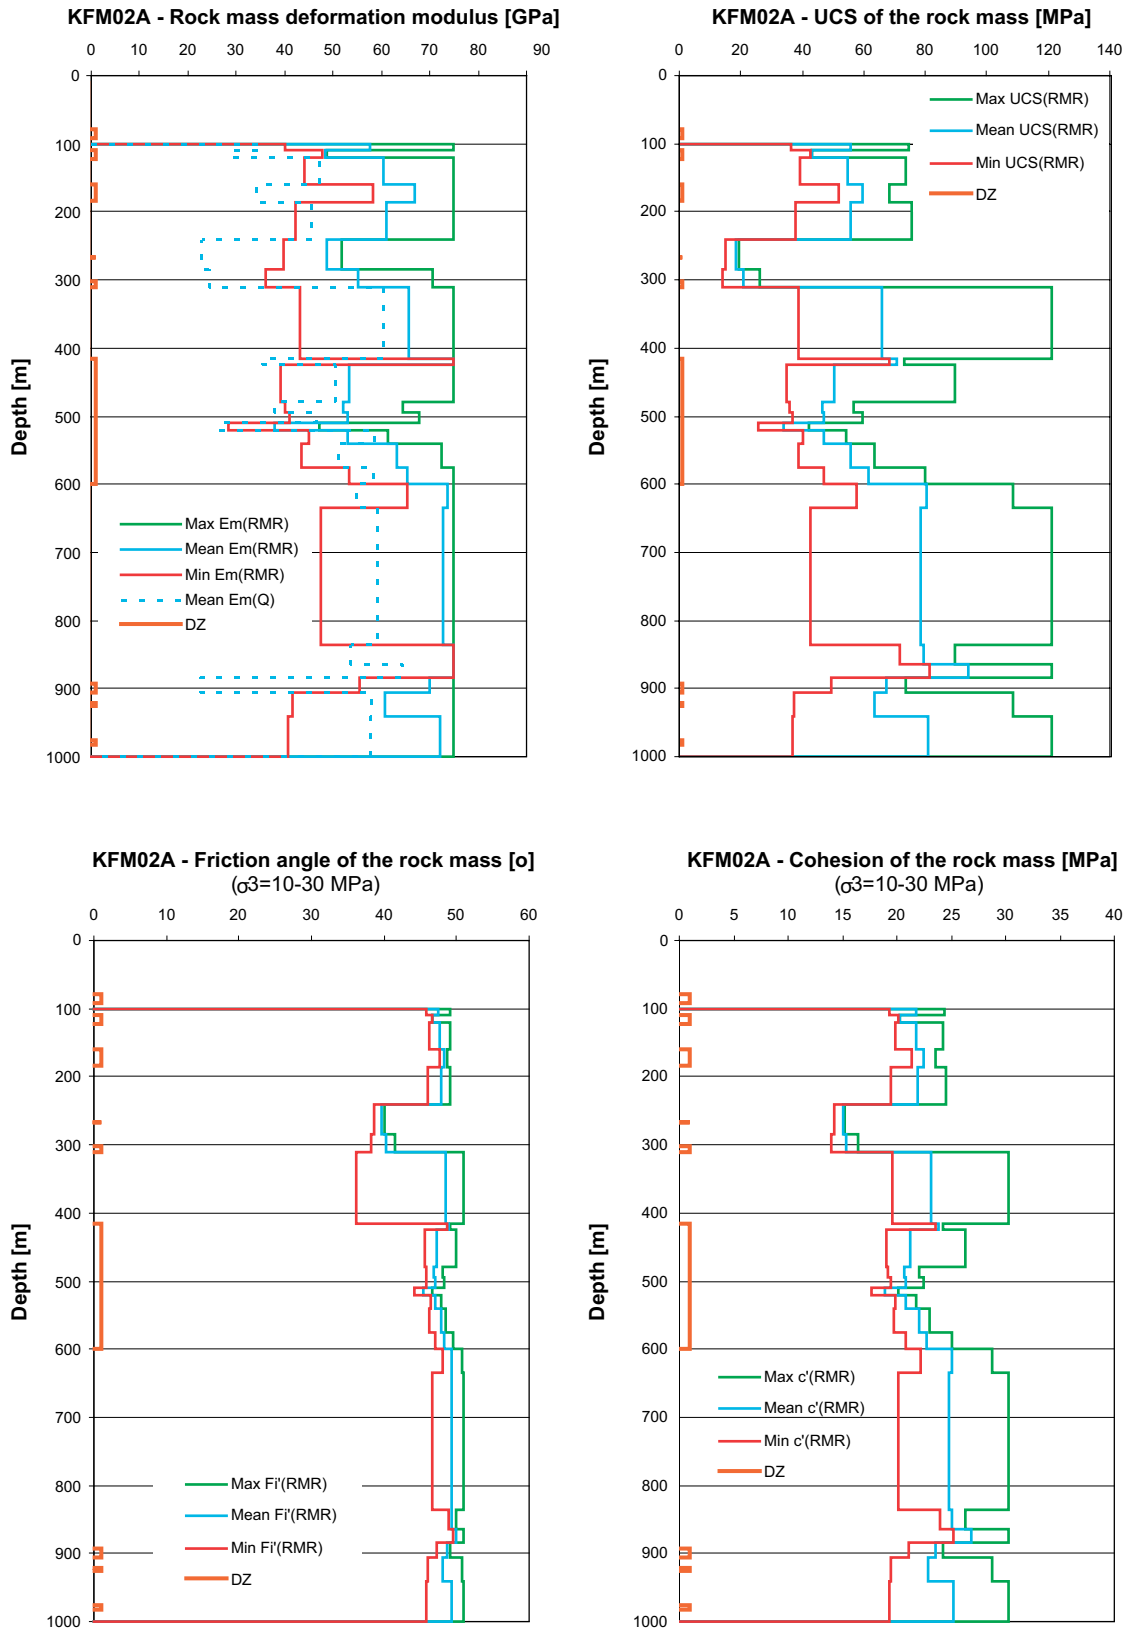 KFM02A - Rock mass deformation modulus [GPa]
0 10 20 30 40 50 60 70 80 90
0
100
200
300
400
500
600
700
800
900
1000
Depth [m]
Max Em(RMR)
Mean Em(RMR)
Min Em(RMR)
Mean Em(Q)
DZ
KFM02A - UCS of the rock mass [MPa]
0 20 40 60 80 100 120 140
0
100
200
300
400
500
600
700
800
900
1000
Depth [m]
Max UCS(RMR)
Mean UCS(RMR)
Min UCS(RMR)
DZ
KFM02A - Friction angle of the rock mass [o]
(σ3=10-30 MPa)
0 10 20 30 40 50 60
0
100
200
300
400
500
600
700
800
900
1000
Depth [m]
Max Fi'(RMR)
Mean Fi'(RMR)
Min Fi'(RMR)
DZ
KFM02A - Cohesion of the rock mass [MPa]
(σ3=10-30 MPa)
0 5 10 15 20 25 30 35 40
0
100
200
300
400
500
600
700
800
900
1000
Depth [m]
Max c'(RMR)
Mean c'(RMR)
Min c'(RMR)
DZ